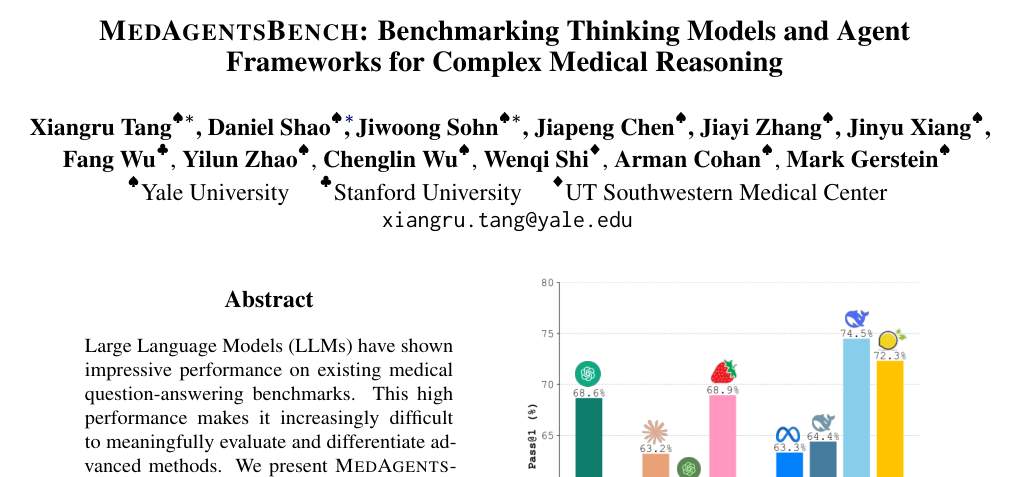 MEDAGENTSBENCH: Benchmarking Thinking Models and Agent
Frameworks for Complex Medical Reasoning
Xiangru Tang♠*, Daniel Shao♠*, Jiwoong Sohn♠*, Jiapeng Chen♠, Jiayi Zhang♠, Jinyu Xiang♠,
Fang Wu♣, Yilun Zhao♠, Chenglin Wu♠, Wenqi Shi♦, Arman Cohan♠, Mark Gerstein♠
♠Yale University ♣Stanford University ♦UT Southwestern Medical Center
xiangru.tang@yale.edu
Abstract
Large Language Models (LLMs) have shown
impressive performance on existing medical
question-answering benchmarks. This high
performance makes it increasingly difficult
to meaningfully evaluate and differentiate ad-
vanced methods. We present MEDAGENTS-
80
75
70
65
Pass@1 (%)
68.6%
63.2%
68.9%
63.3%
64.4%
74.5%
72.3%